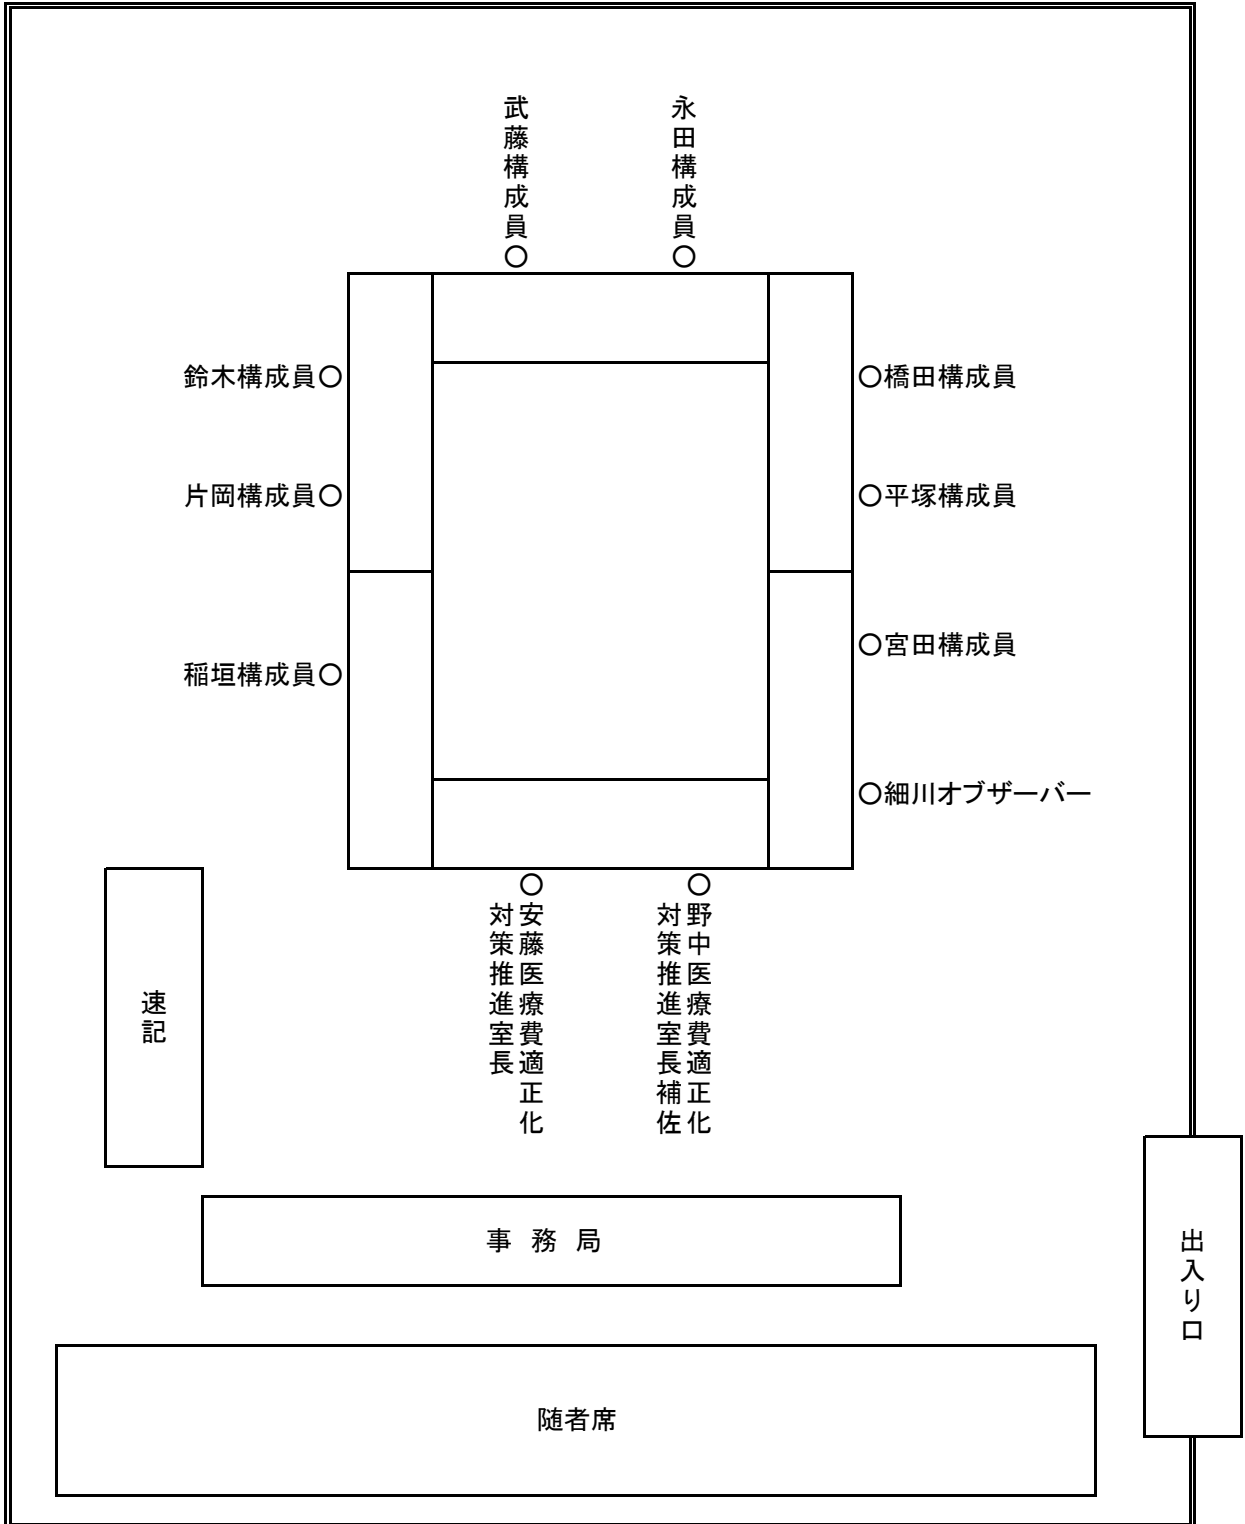 武藤構成員○
永田構成員○
鈴木構成員○
○橋田構成員
片岡構成員○
○平塚構成員
○宮田構成員
稲垣構成員○
○細川オブザーバー
○安藤医療費適正化
対策推進室長
○野中医療費適正化
対策推進室長補佐
速記
事務局
出入り口
随者席